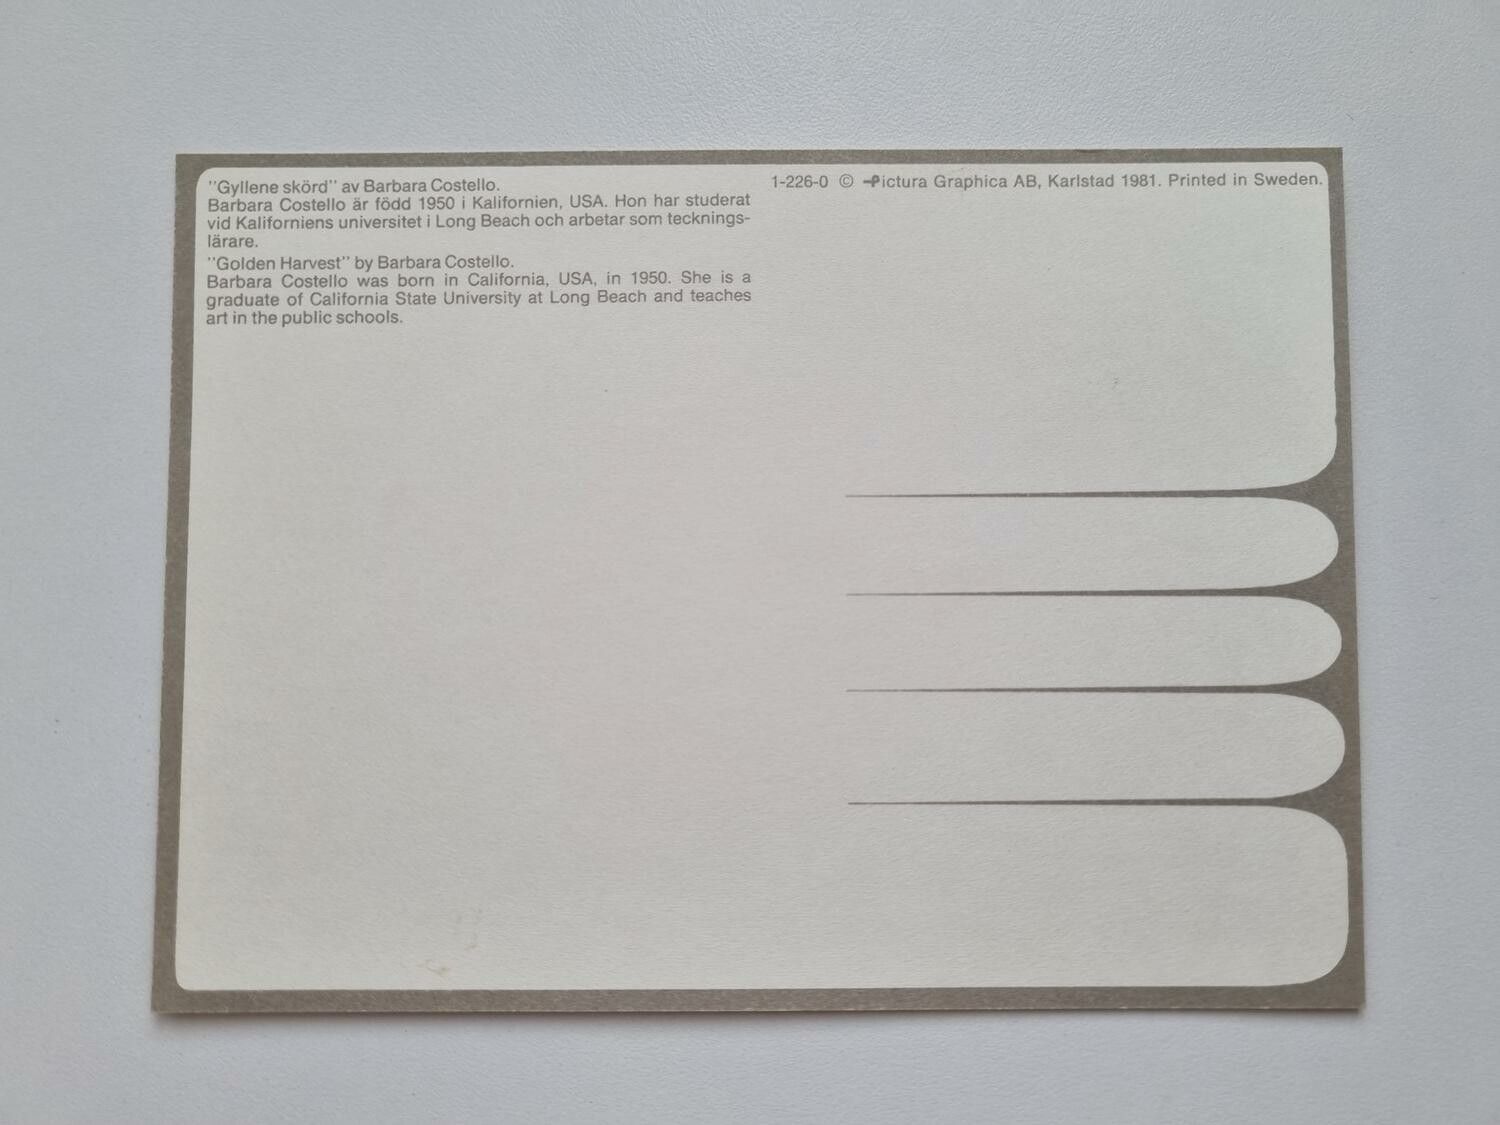 "Gyllene skörd" av Barbara Costello.
Barbara Costello är född 1950 i Kalifornien, USA. Hon har studerat
vid Kaliforniens universitet i Long Beach och arbetar som tecknings-
lärare.
"Golden Harvest" by Barbara Costello.
Barbara Costello was born in California, USA, in 1950. She is a
graduate of California State University at Long Beach and teaches
art in the public schools.
1-226-0 © Pictura Graphica AB, Karlstad 1981. Printed in Sweden.